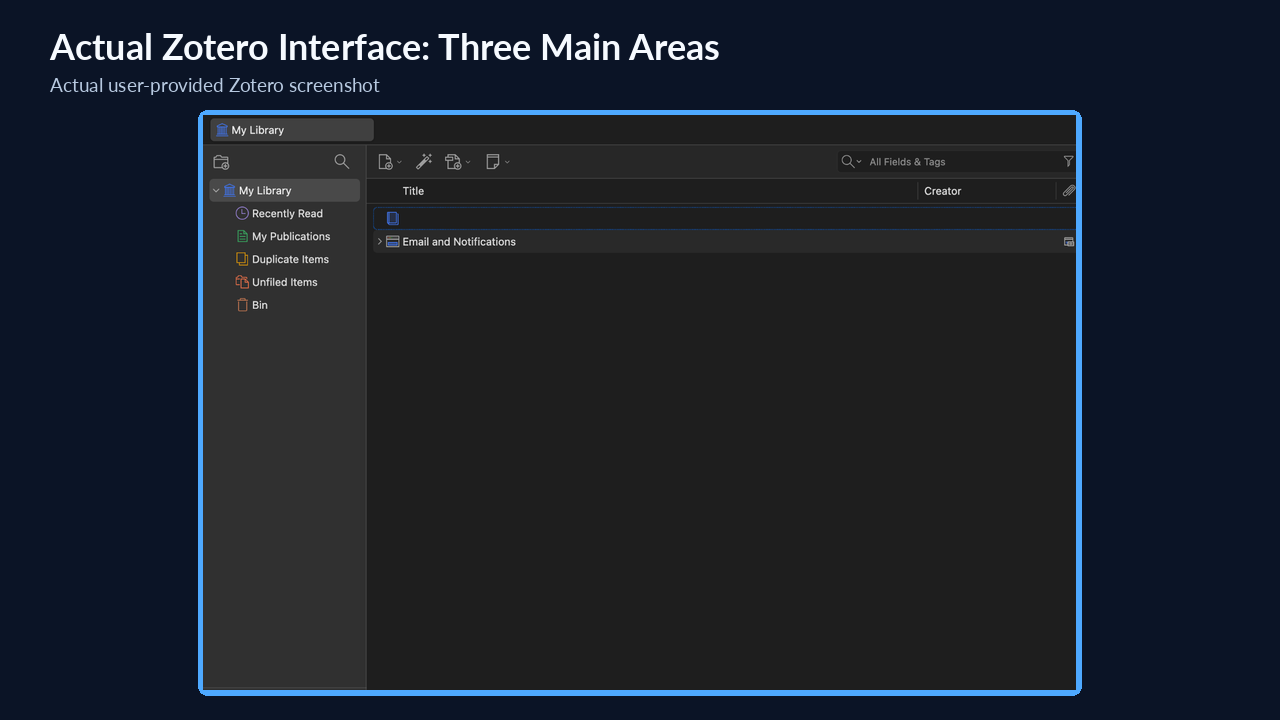 Actual Zotero Interface: Three Main Areas
Actual user-provided Zotero screenshot
My Library
All Fields & Tags
My Library
Title
Creator
Recently Read
My Publications
Email and Notifications
Duplicate Items
Unfiled Items
Bin